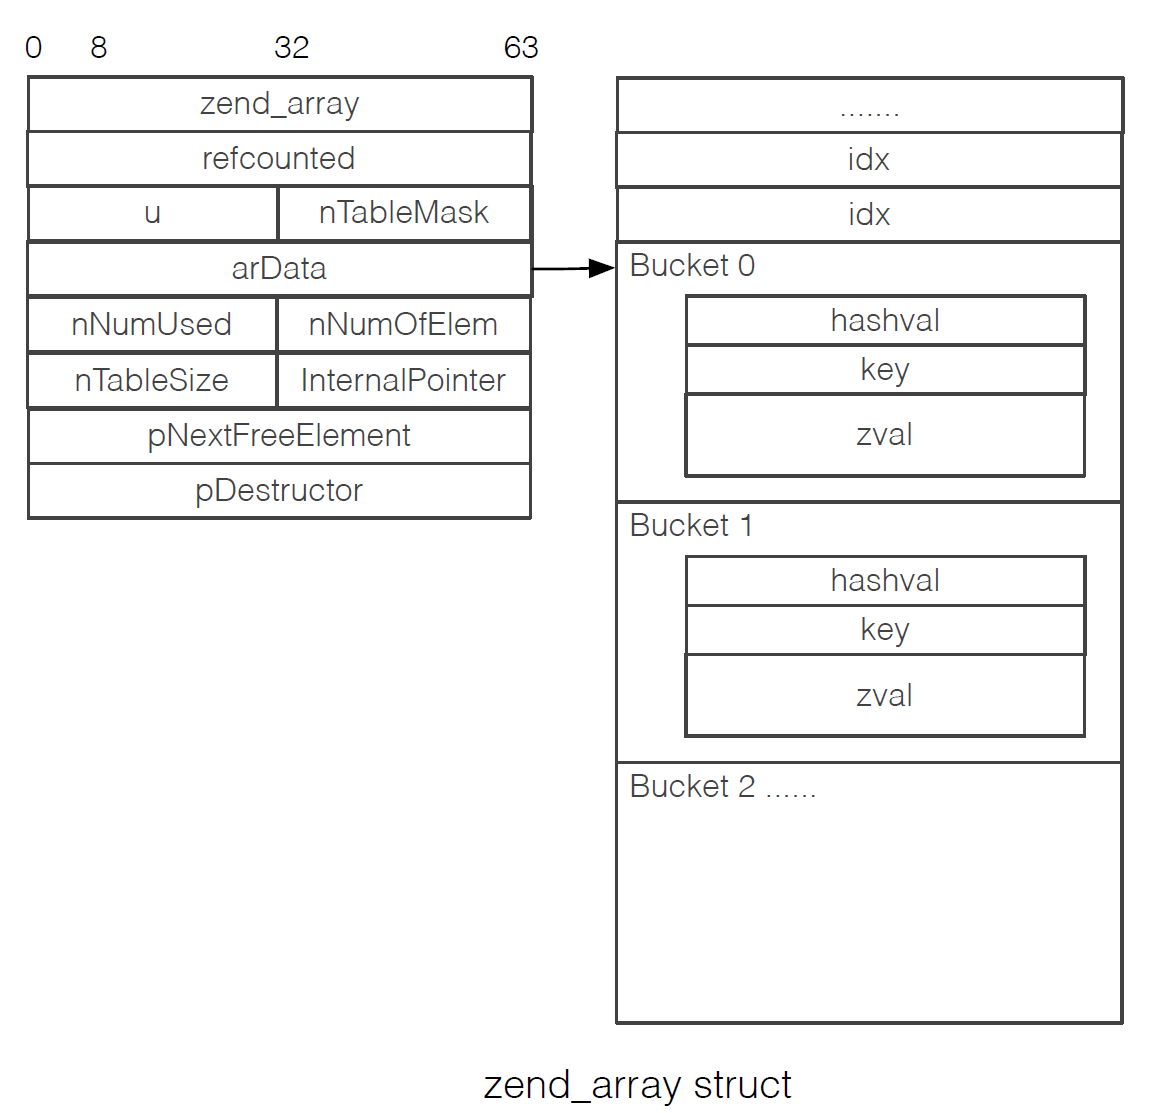 0 8 32 63
zend_array
refcounted
u nTableMask
arData
nNumUsed nNumOfElem
nTableSize InternalPointer
pNextFreeElement
pDestructor
.......
idx
idx
Bucket 0
hashval
key
zval
Bucket 1
hashval
key
zval
Bucket 2 ......
zend_array struct